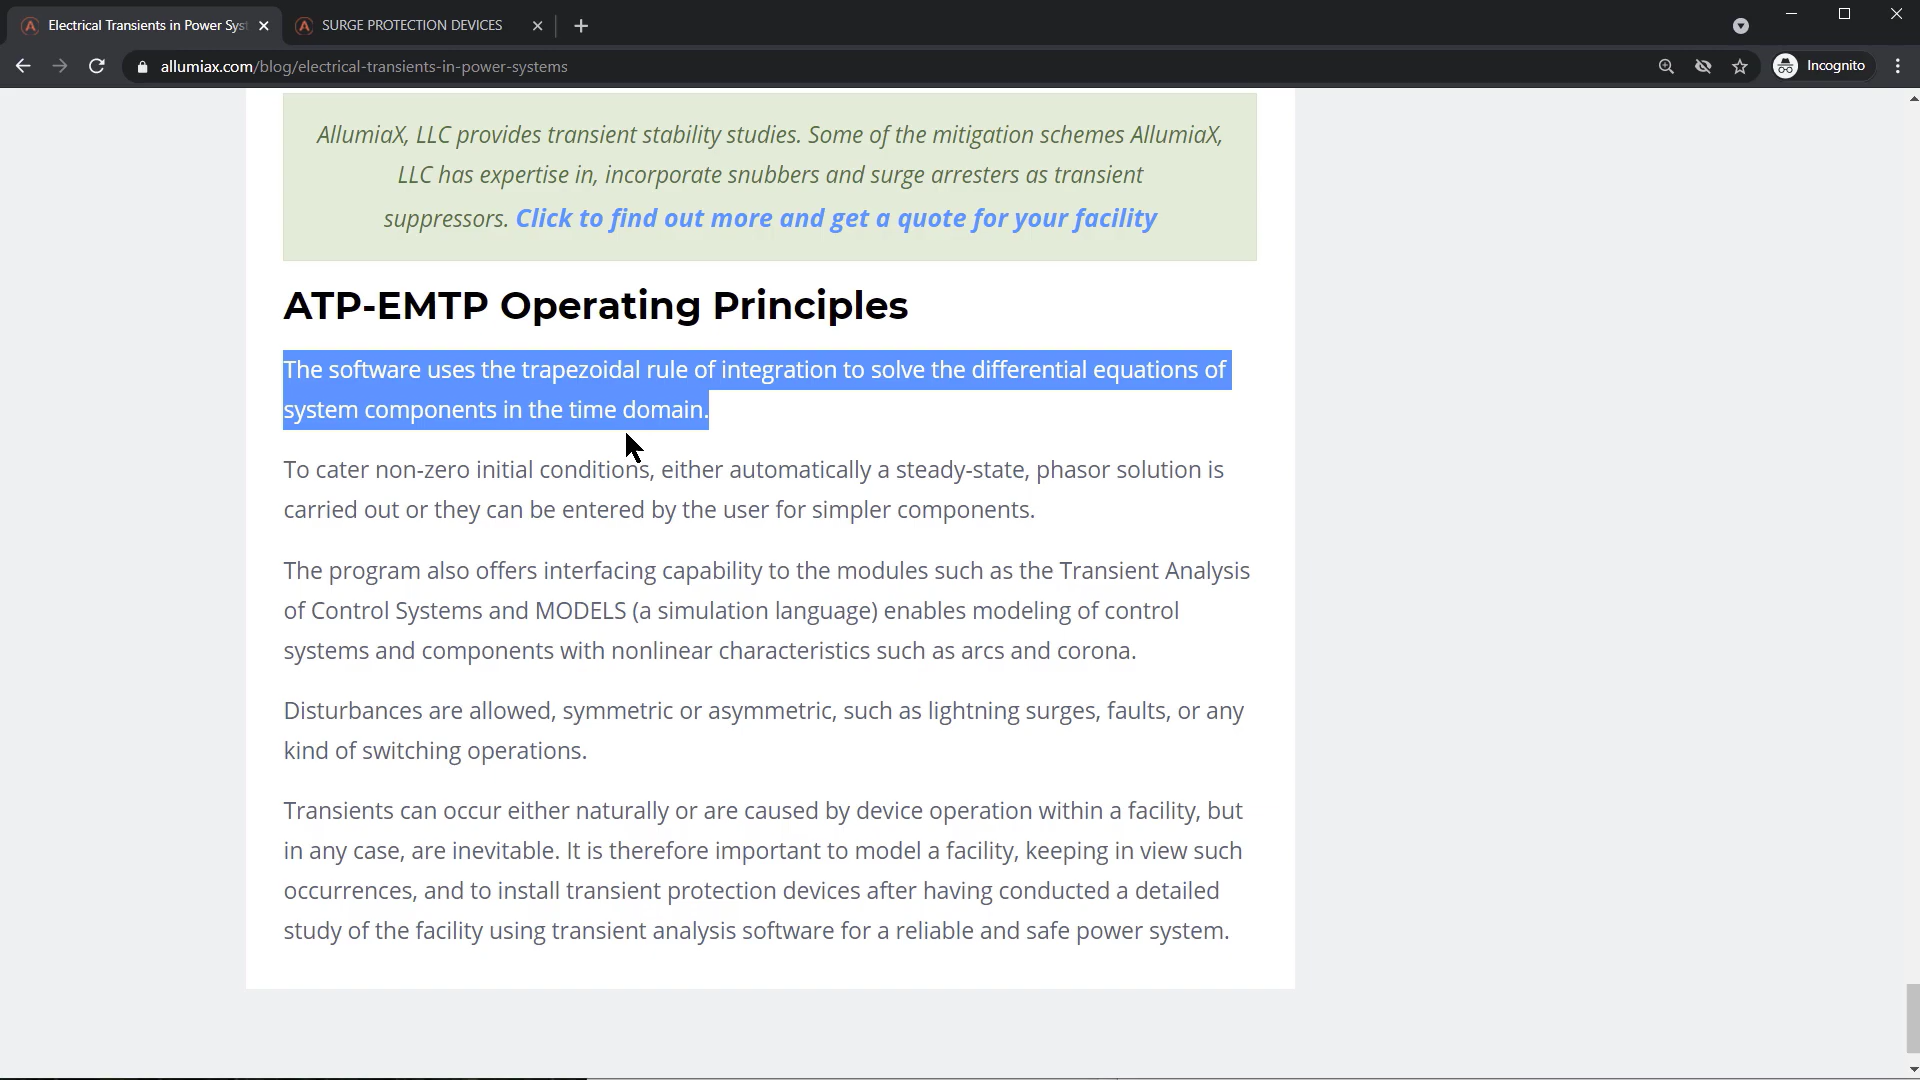 Electrical Transients in Power Sys
SURGE PROTECTION DEVICES
allumiax.com/blog/electrical-transients-in-power-systems
Incognito
AllumiaX, LLC provides transient stability studies. Some of the mitigation schemes AllumiaX,
LLC has expertise in, incorporate snubbers and surge arresters as transient
suppressors. Click to find out more and get a quote for your facility
ATP-EMTP Operating Principles
The software uses the trapezoidal rule of integration to solve the differential equations of
system components in the time domain.
To cater non-zero initial conditions, either automatically a steady-state, phasor solution is
carried out or they can be entered by the user for simpler components.
The program also offers interfacing capability to the modules such as the Transient Analysis
of Control Systems and MODELS (a simulation language) enables modeling of control
systems and components with nonlinear characteristics such as arcs and corona.
Disturbances are allowed, symmetric or asymmetric, such as lightning surges, faults, or any
kind of switching operations.
Transients can occur either naturally or are caused by device operation within a facility, but
in any case, are inevitable. It is therefore important to model a facility, keeping in view such
occurrences, and to install transient protection devices after having conducted a detailed
study of the facility using transient analysis software for a reliable and safe power system.